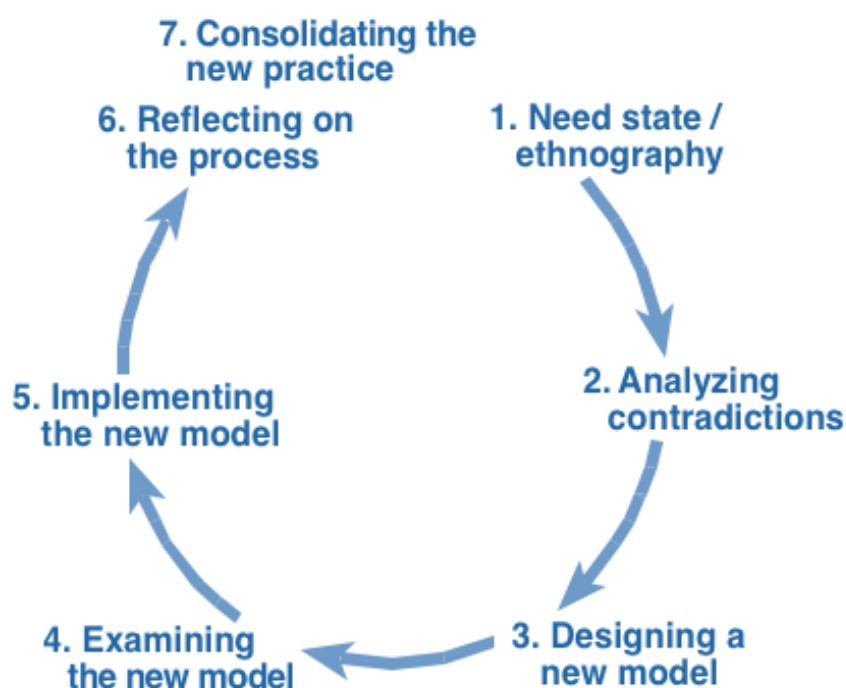 7. Consolidating the
new practice
6. Reflecting on
the process
1. Need state /
ethnography
2. Analyzing
contradictions
3. Designing a
new model
4. Examining
the new model
5. Implementing
the new model